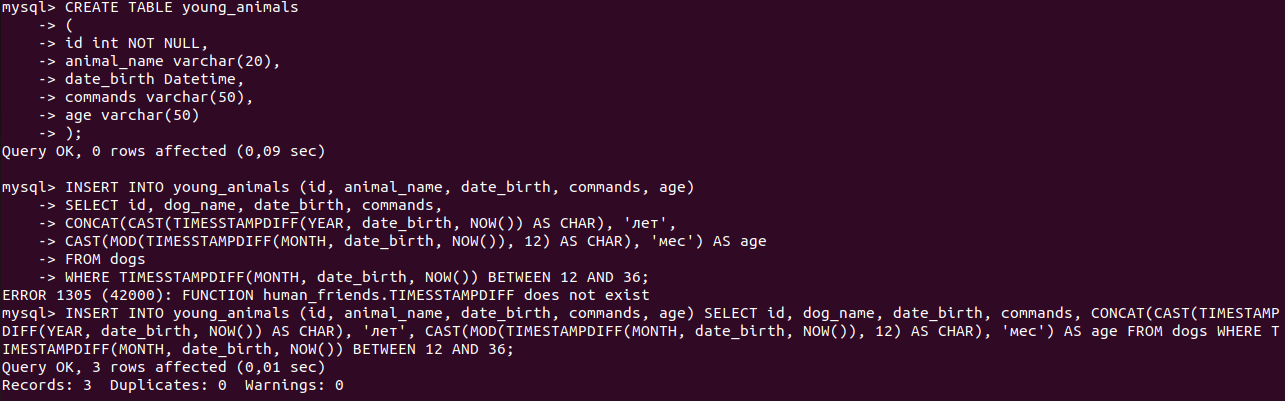 mysql> CREATE TABLE young_animals
    -> (
    -> id int NOT NULL,
    -> animal_name varchar(20),
    -> date_birth Datetime,
    -> commands varchar(50),
    -> age varchar(50)
    -> );
Query OK, 0 rows affected (0,09 sec)

mysql> INSERT INTO young_animals (id, animal_name, date_birth, commands, age)
    -> SELECT id, dog_name, date_birth, commands,
    -> CONCAT(CAST(TIMESSTAMPDIFF(YEAR, date_birth, NOW()) AS CHAR), 'лет',
    -> CAST(MOD(TIMESSTAMPDIFF(MONTH, date_birth, NOW()), 12) AS CHAR), 'мес') AS age
    -> FROM dogs
    -> WHERE TIMESSTAMPDIFF(MONTH, date_birth, NOW()) BETWEEN 12 AND 36;
ERROR 1305 (42000): FUNCTION human_friends.TIMESSTAMPDIFF does not exist
mysql> INSERT INTO young_animals (id, animal_name, date_birth, commands, age) SELECT id, dog_name, date_birth, commands, CONCAT(CAST(TIMESTAMP
DIFF(YEAR, date_birth, NOW()) AS CHAR), 'лет', CAST(MOD(TIMESTAMPDIFF(MONTH, date_birth, NOW()), 12) AS CHAR), 'мес') AS age FROM dogs WHERE T
IMESTAMPDIFF(MONTH, date_birth, NOW()) BETWEEN 12 AND 36;
Query OK, 3 rows affected (0,01 sec)
Records: 3  Duplicates: 0  Warnings: 0